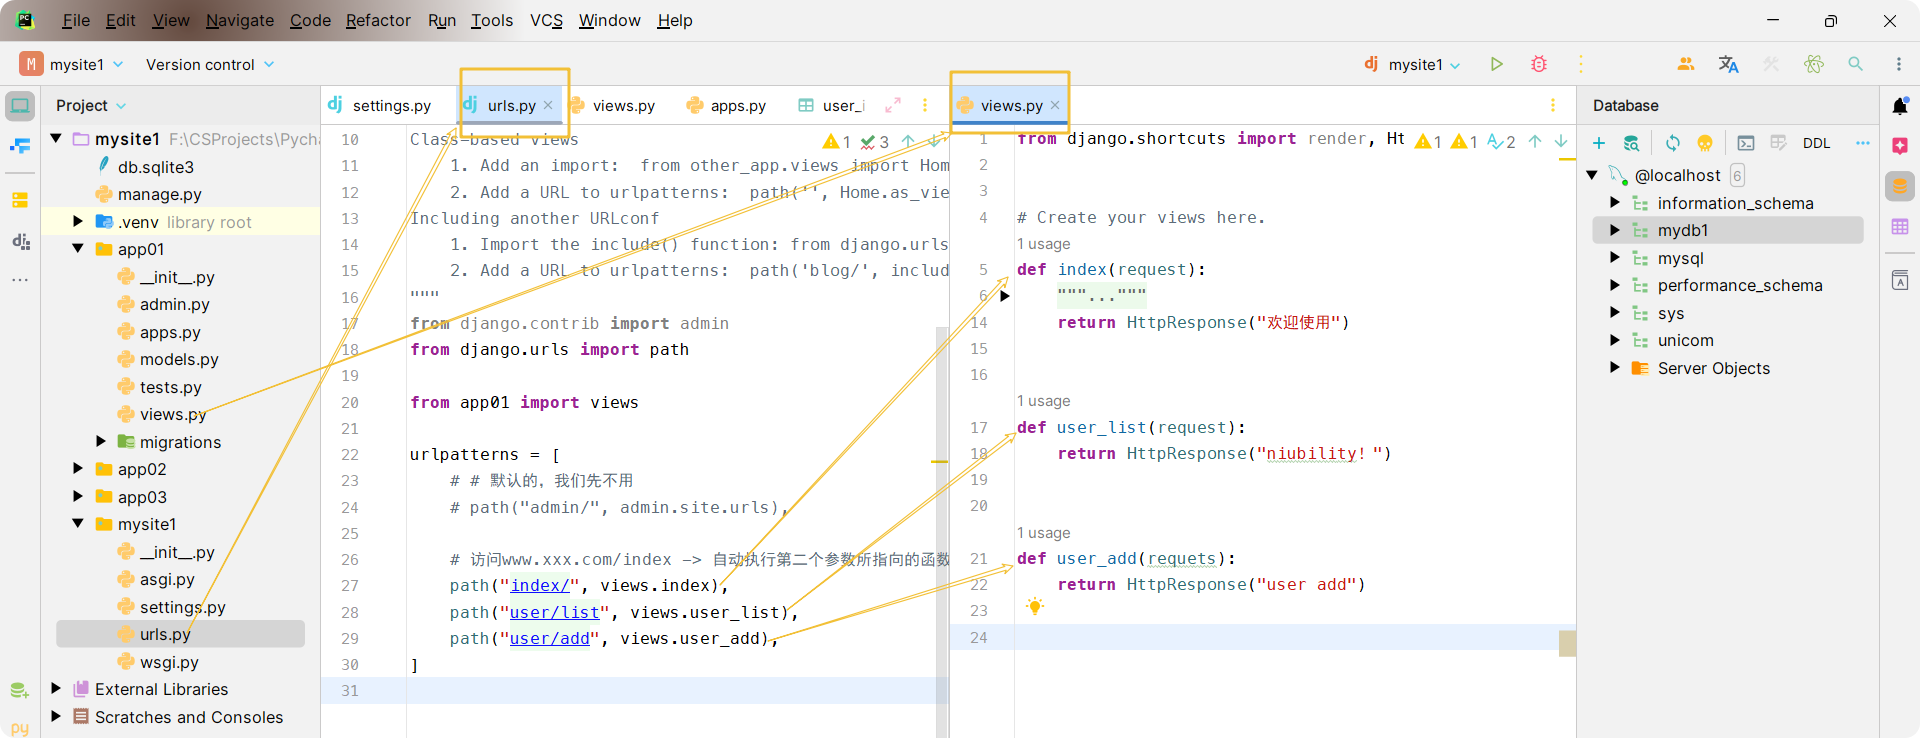 PC File Edit View Navigate Code Refactor Run Tools VCS Window Help
M mysite1 Version control dj mysite1
Project
mysite1 F:\CSProjects\Pych
db.sqlite3
manage.py
.venv library root
app01
__init__.py
admin.py
apps.py
models.py
tests.py
views.py
migrations
app02
app03
mysite1
__init__.py
asgi.py
settings.py
urls.py
wsgi.py
External Libraries
Scratches and Consoles
py
dj settings.py dj urls.py views.py apps.py user_
1 3
10 Class-based views
11 1. Add an import:  from other_app.views import Hom
12 2. Add a URL to urlpatterns:  path('', Home.as_vie
13 Including another URLconf
14 1. Import the include() function: from django.urls
15 2. Add a URL to urlpatterns:  path('blog/', includ
16 """
17 from django.contrib import admin
18 from django.urls import path
19
20 from app01 import views
21
22 urlpatterns = [
23 # # 默认的，我们先不用
24 # path("admin/", admin.site.urls),
25
26 # 访问www.xxx.com/index -> 自动执行第二个参数所指向的函数
27 path("index/", views.index),
28 path("user/list", views.user_list),
29 path("user/add", views.user_add),
30 ]
31
views.py
1 1 2
1 from django.shortcuts import render, Ht
2
3
4 # Create your views here.
1 usage
5 def index(request):
6 """..."""
14 return HttpResponse("欢迎使用")
15
16
1 usage
17 def user_list(request):
18 return HttpResponse("niubility！")
19
20
1 usage
21 def user_add(requets):
22 return HttpResponse("user add")
23
24
Database
DDL
@localhost 6
information_schema
mydb1
mysql
performance_schema
sys
unicom
Server Objects